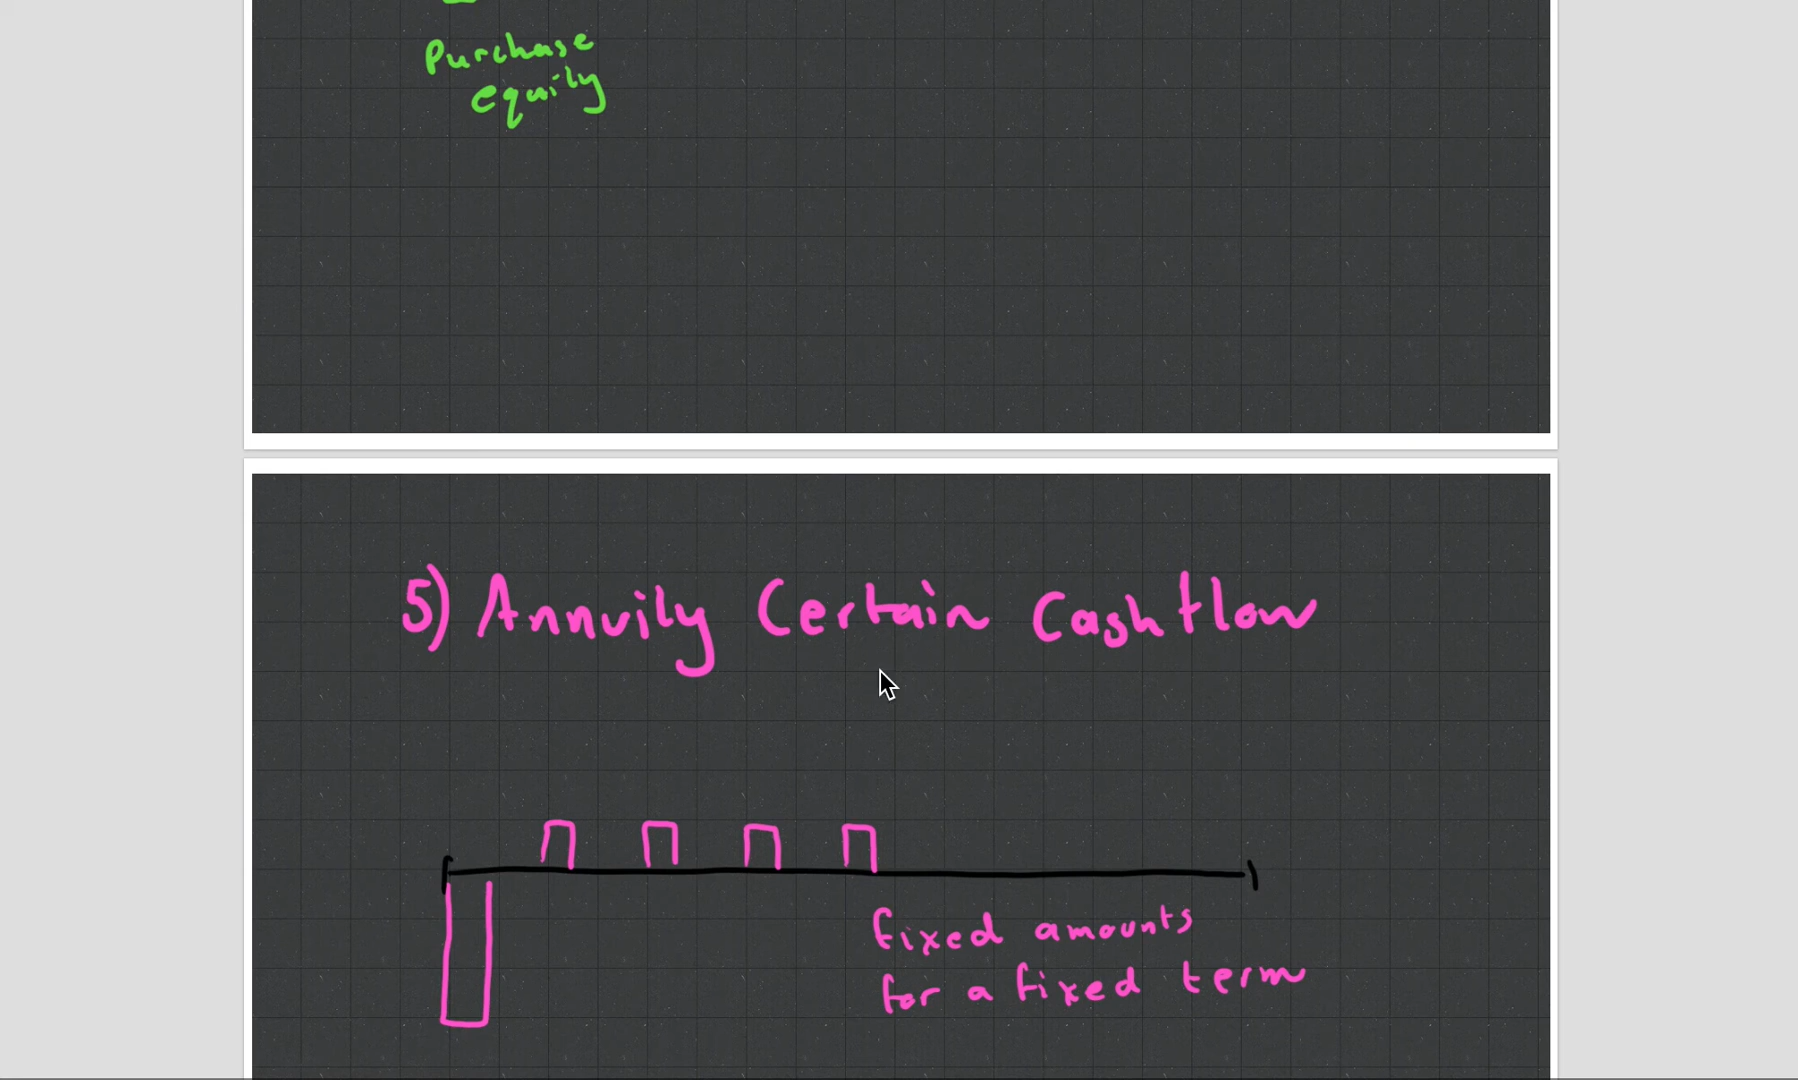 Purchase
equity
5) Annuity Certain Cashflow
fixed amounts
for a fixed term